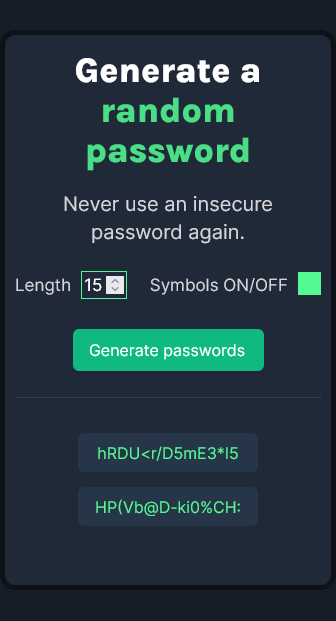 Generate a
random
password
Never use an insecure
password again.
Length 15 Symbols ON/OFF
Generate passwords
hRDU<r/D5mE3*I5
HP(Vb@D-ki0%CH: